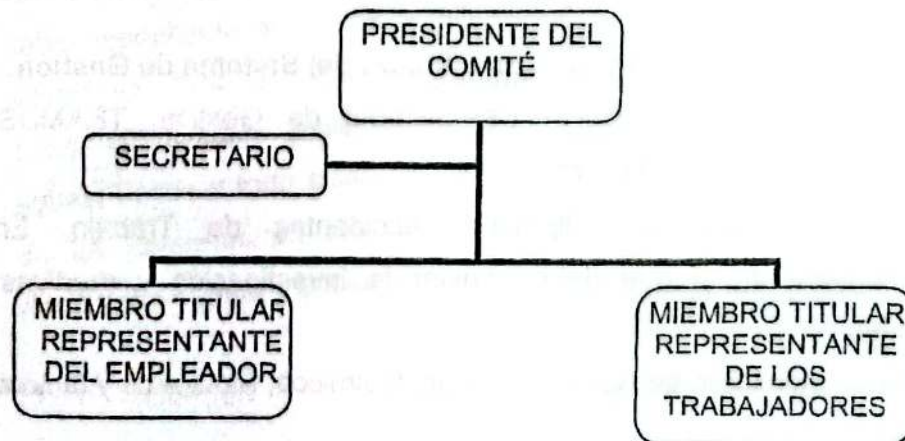 PRESIDENTE DEL
COMITÉ
SECRETARIO
MIEMBRO TITULAR
REPRESENTANTE
DEL EMPLEADOR
MIEMBRO TITULAR
REPRESENTANTE
DE LOS
TRABAJADORES